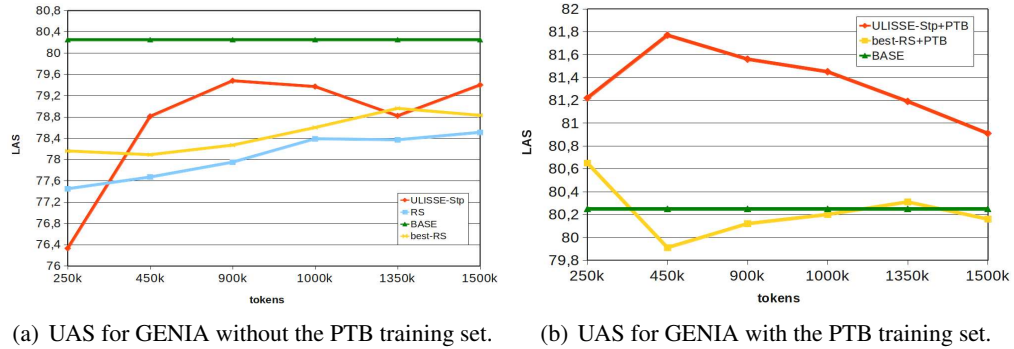 80,8
80,4
80
79,6
79,2
78,8
78,4
78
77,6
77,2
76,8
76,4
76
LAS
250k 450k 900k 1000k 1350k 1500k
tokens
ULISSE-Stp
RS
BASE
best-RS
(a) UAS for GENIA without the PTB training set.
82
81,8
81,6
81,4
81,2
81
80,8
80,6
80,4
80,2
80
79,8
LAS
250k 450k 900k 1000k 1350k 1500k
tokens
ULISSE-Stp+PTB
best-RS+PTB
BASE
(b) UAS for GENIA with the PTB training set.